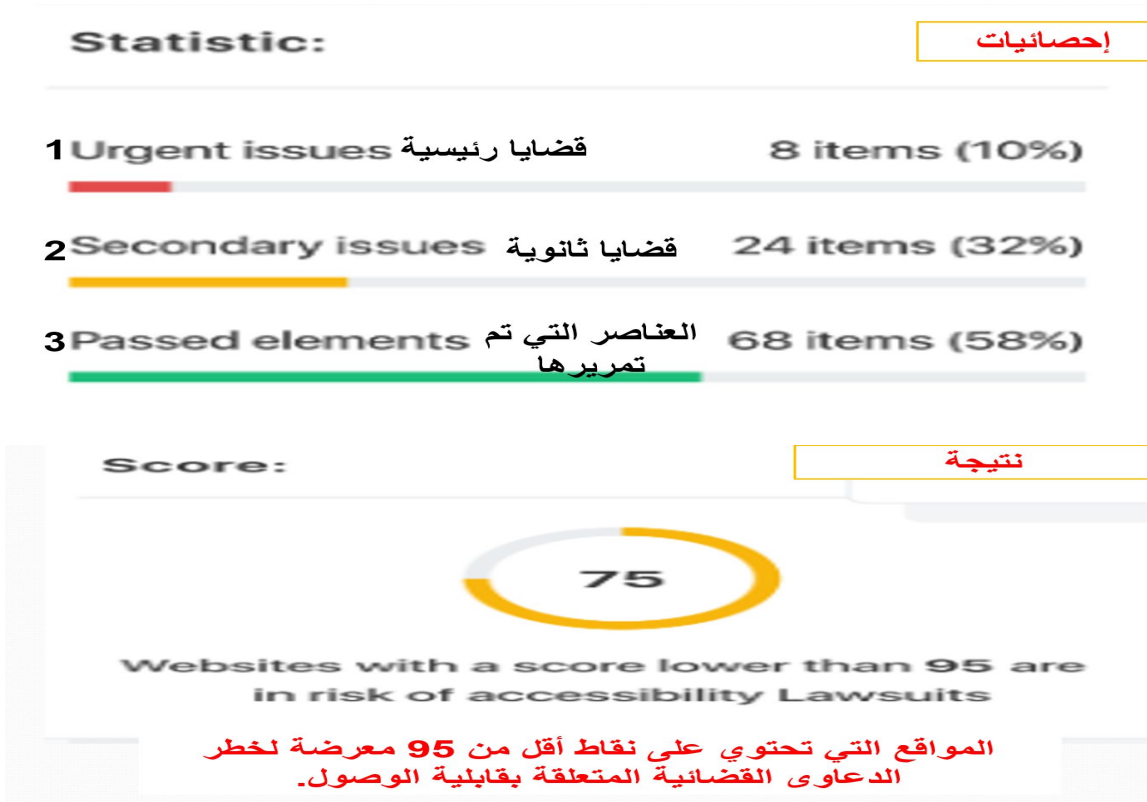 Statistic:
إحصائيات
1 Urgent issues قضايا رئيسية 8 items (10%)
2 Secondary issues قضايا ثانوية 24 items (32%)
3 Passed elements العناصر التي تم 68 items (58%)
تمريرها
Score:
نتيجة
75
Websites with a score lower than 95 are
in risk of accessibility Lawsuits
المواقع التي تحتوي على نقاط أقل من 95 معرضة لخطر
الدعاوى القضائية المتعلقة بقابلية الوصول.